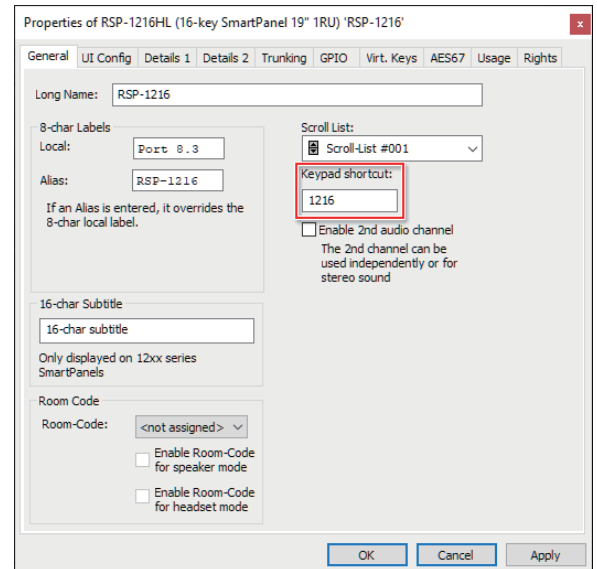 Properties of RSP-1216HL (16-key SmartPanel 19" 1RU) 'RSP-1216'
x
General UI Config Details 1 Details 2 Trunking GPIO Virt. Keys AES67 Usage Rights
Long Name: RSP-1216
8-char Labels
Local: Port 8.3
Alias: RSP-1216
If an Alias is entered, it overrides the
8-char local label.
Scroll List:
Scroll-List #001
Keypad shortcut:
1216
Enable 2nd audio channel
The 2nd channel can be
used independently or for
stereo sound
16-char Subtitle
16-char subtitle
Only displayed on 12xx series
SmartPanels
Room Code
Room-Code: <not assigned>
Enable Room-Code
for speaker mode
Enable Room-Code
for headset mode
OK Cancel Apply